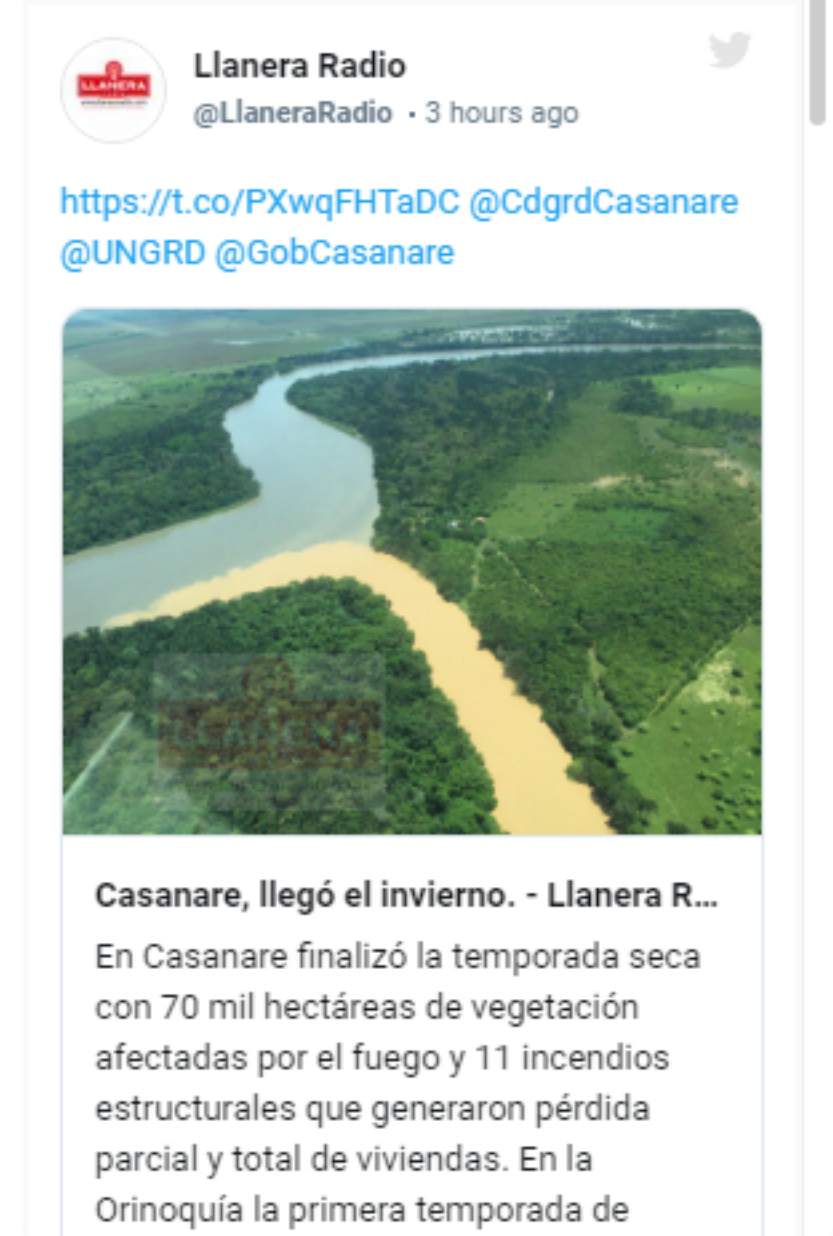 LLANERA
Llanera Radio
@LlaneraRadio · 3 hours ago
https://t.co/PXwqFHTaDC @CdgrdCasanare
@UNGRD @GobCasanare
LLANERA
Casanare, llegó el invierno. - Llanera R...
En Casanare finalizó la temporada seca
con 70 mil hectáreas de vegetación
afectadas por el fuego y 11 incendios
estructurales que generaron pérdida
parcial y total de viviendas. En la
Orinoquía la primera temporada de